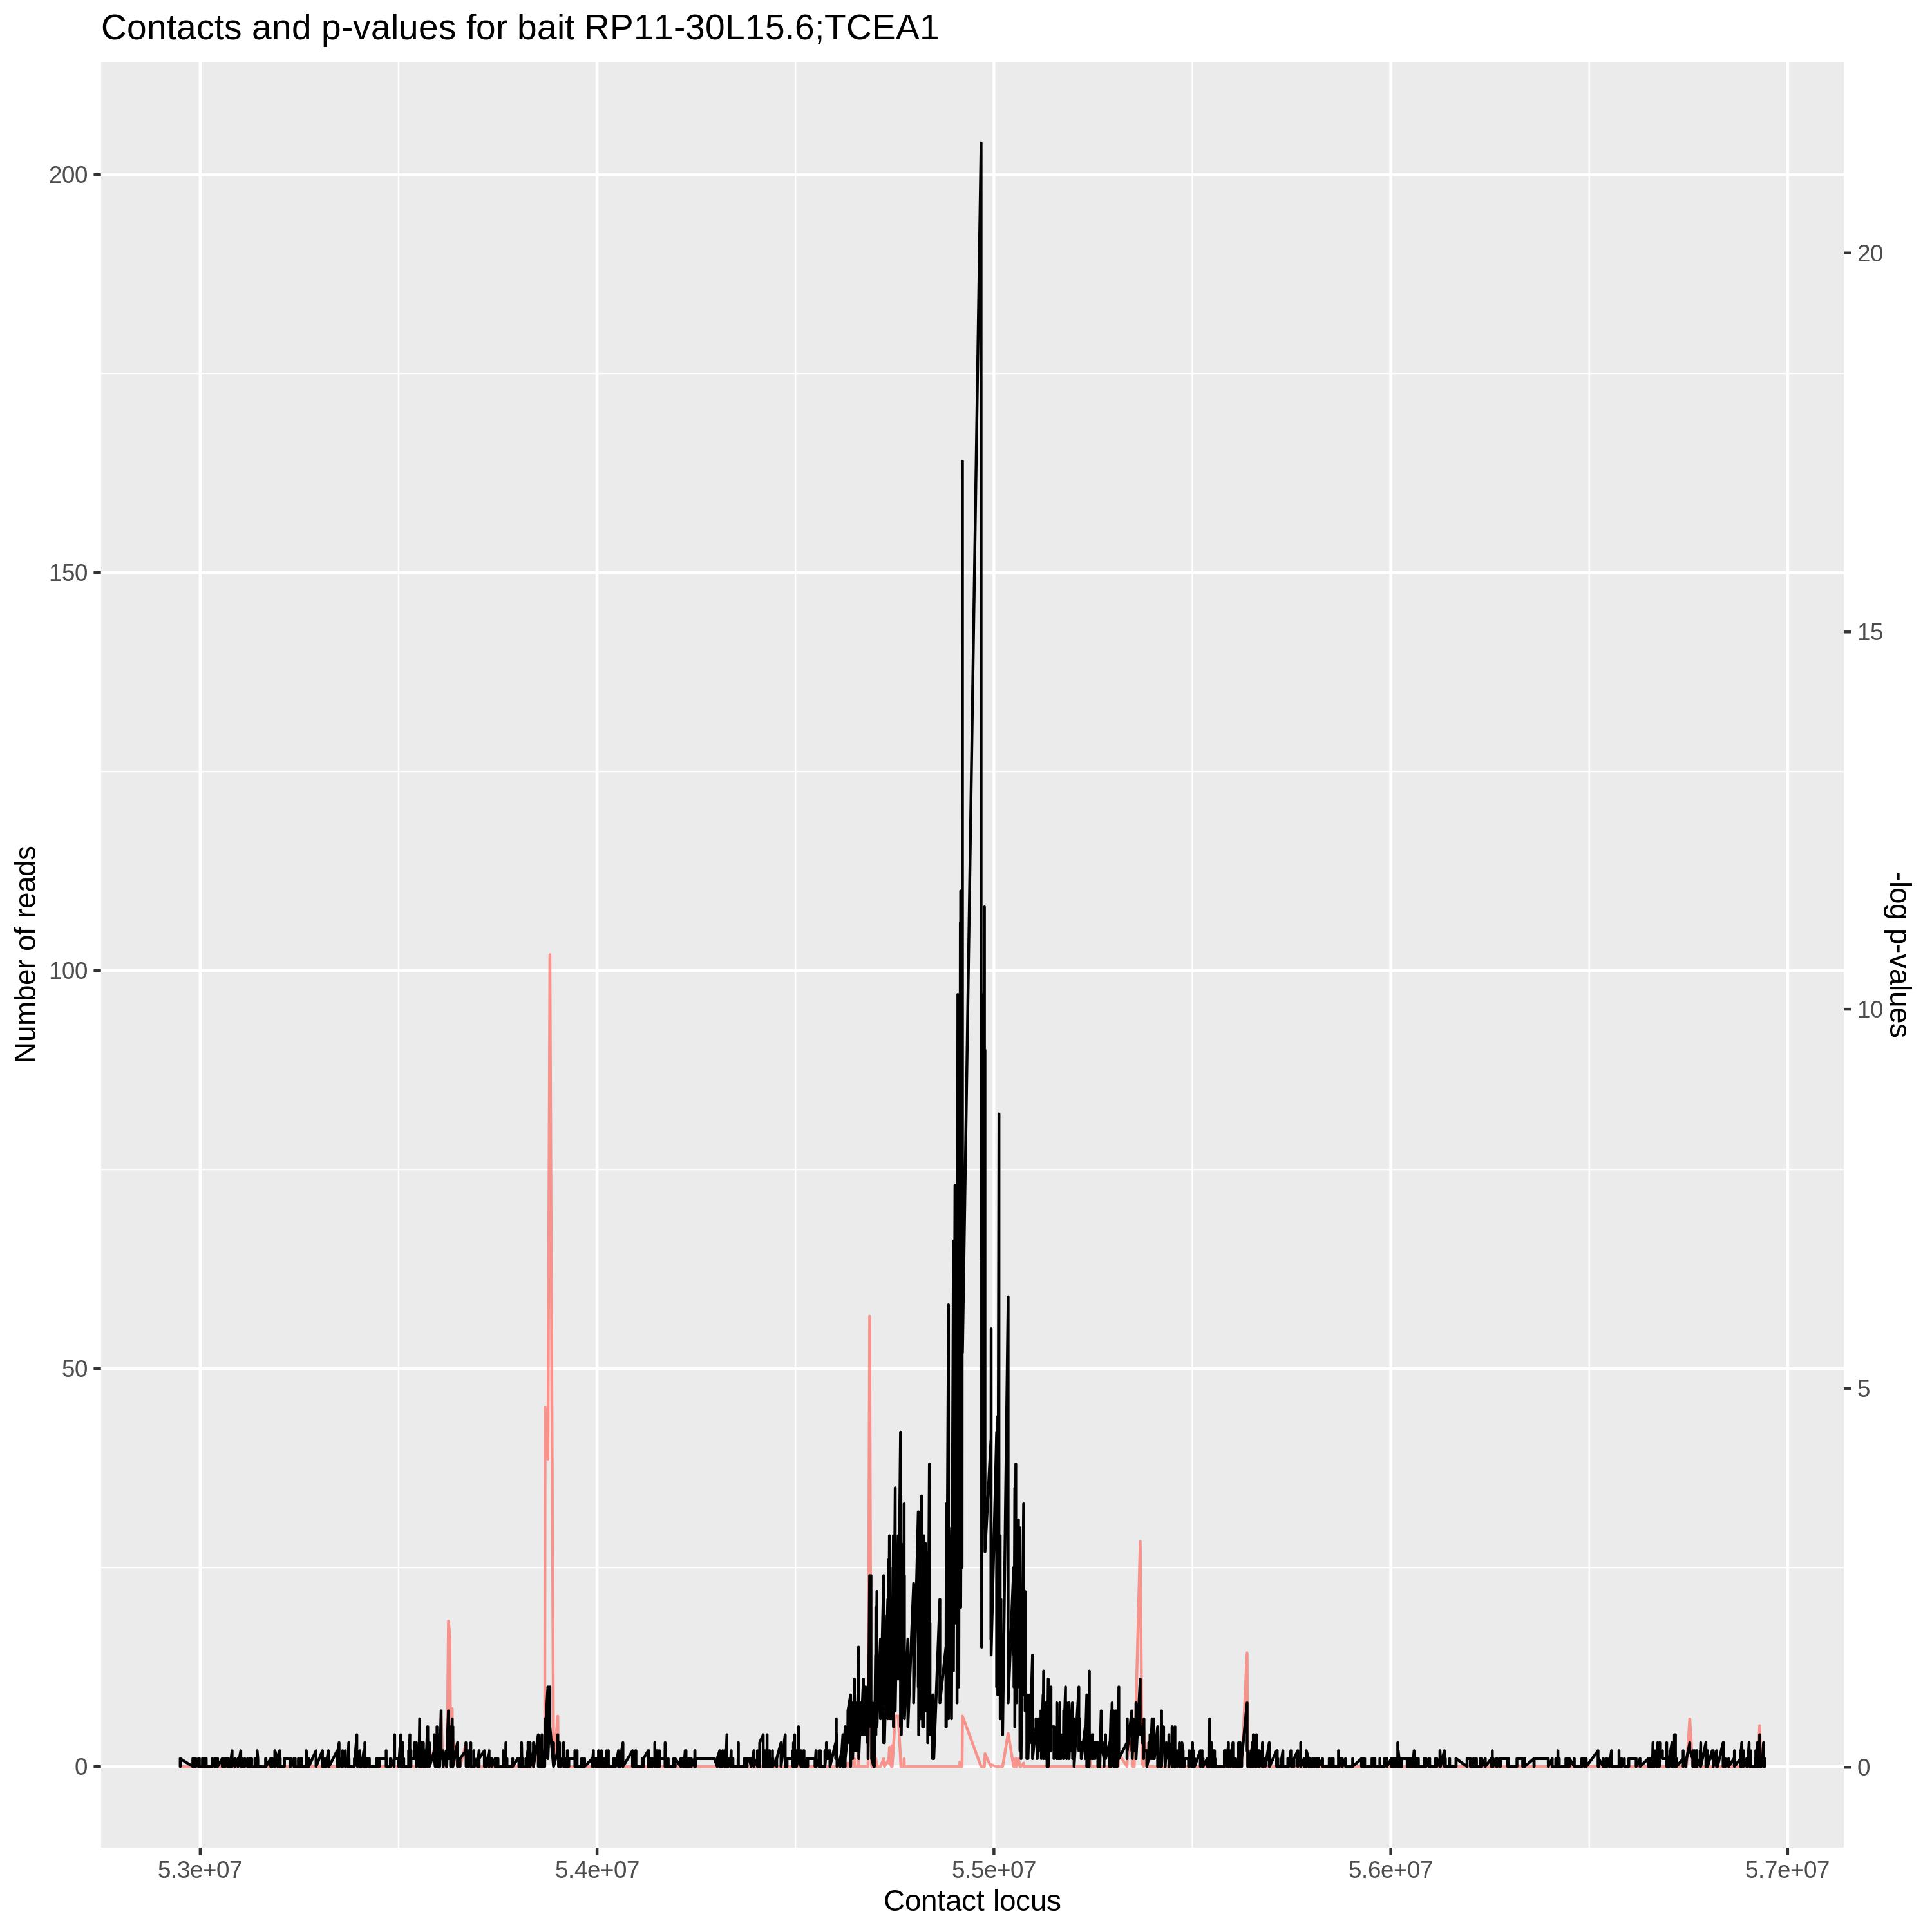 Contacts and p-values for bait RP11-30L15.6;TCEA1
200
150
100
50
0
Number of reads
20
15
10
5
0
-log p-values
5.3e+07
5.4e+07
5.5e+07
5.6e+07
5.7e+07
Contact locus